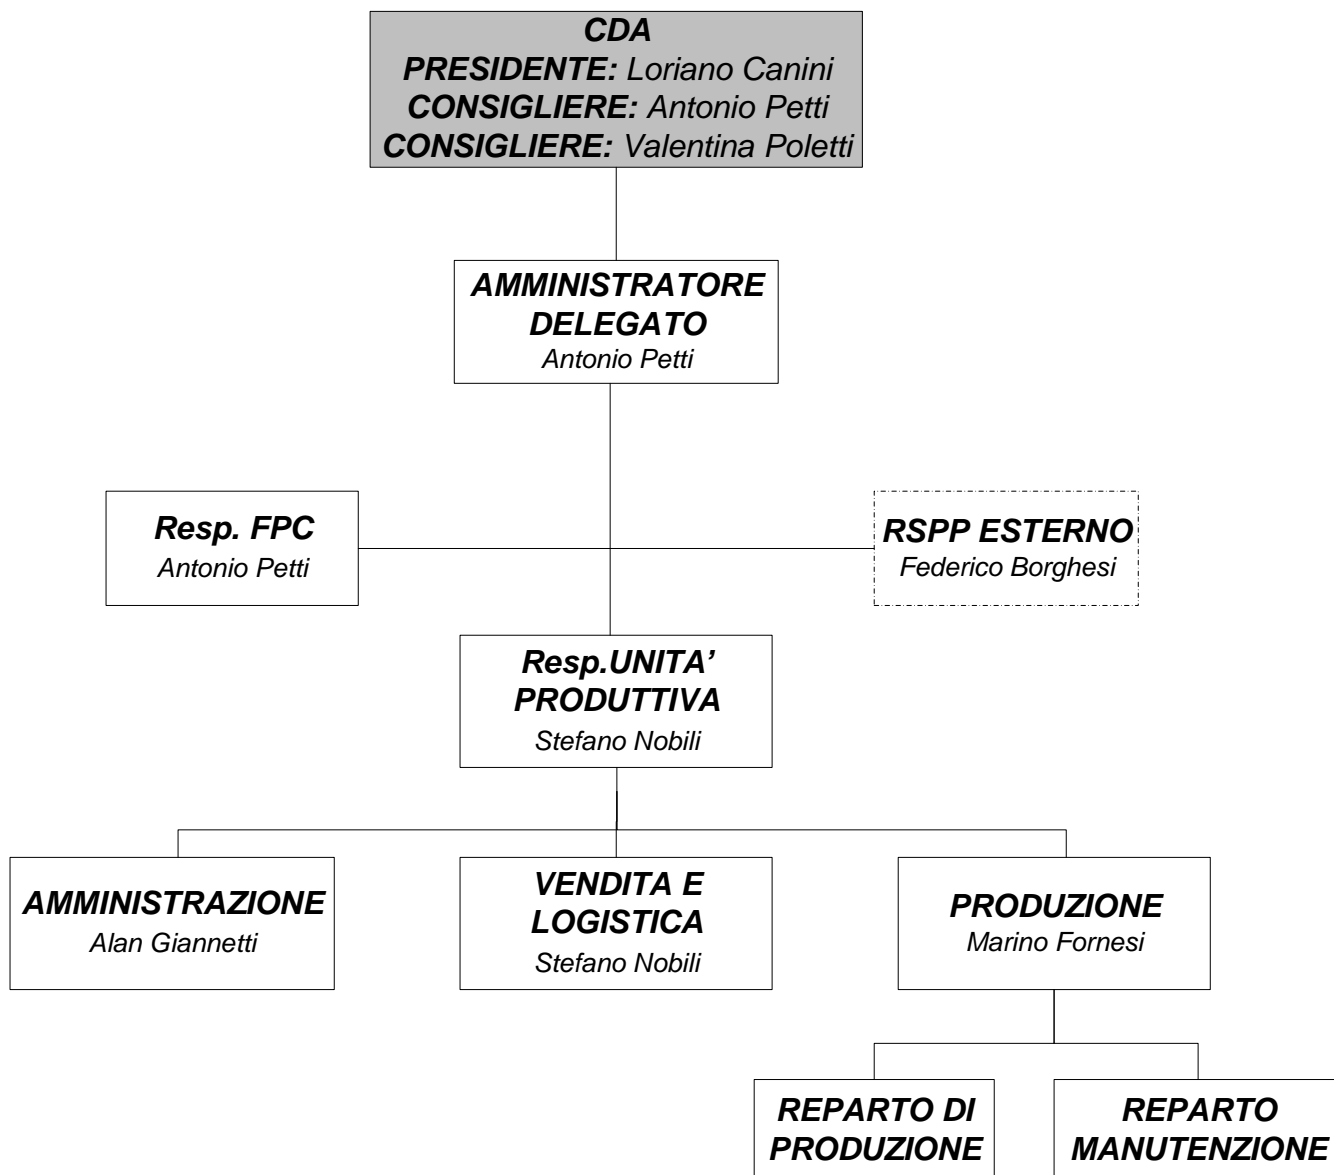 CDA
PRESIDENTE: Loriano Canini
CONSIGLIERE: Antonio Petti
CONSIGLIERE: Valentina Poletti
AMMINISTRATORE
DELEGATO
Antonio Petti
Resp. FPC
Antonio Petti
RSPP ESTERNO
Federico Borghesi
Resp.UNITA’
PRODUTTIVA
Stefano Nobili
AMMINISTRAZIONE
Alan Giannetti
VENDITA E
LOGISTICA
Stefano Nobili
PRODUZIONE
Marino Fornesi
REPARTO DI
PRODUZIONE
REPARTO
MANUTENZIONE